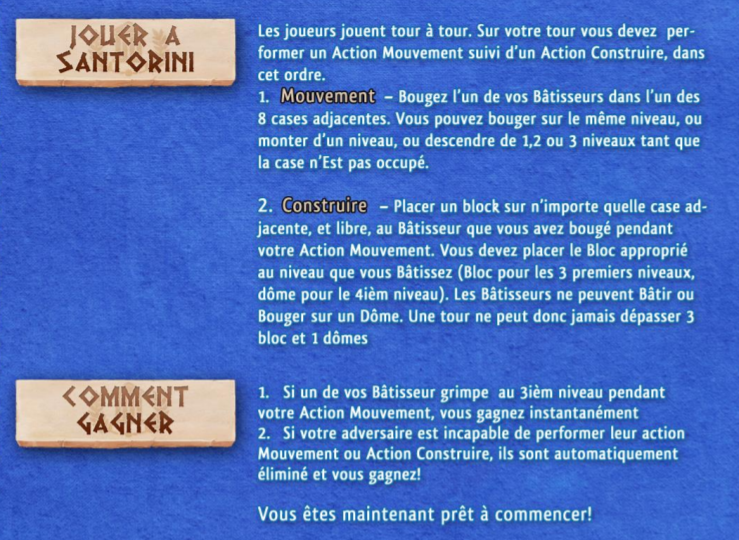 JOUER A
SANTORINI
Les joueurs jouent tour à tour. Sur votre tour vous devez per-
former un Action Mouvement suivi d'un Action Construire, dans
cet ordre.
1. Mouvement – Bougez l'un de vos Bâtisseurs dans l'un des
8 cases adjacentes. Vous pouvez bouger sur le même niveau, ou
monter d'un niveau, ou descendre de 1,2 ou 3 niveaux tant que
la case n'Est pas occupé.
2. Construire – Placer un block sur n'importe quelle case ad-
jacente, et libre, au Bâtisseur que vous avez bougé pendant
votre Action Mouvement. Vous devez placer le Bloc approprié
au niveau que vous Bâtissez (Bloc pour les 3 premiers niveaux,
dôme pour le 4ièm niveau). Les Bâtisseurs ne peuvent Bâtir ou
Bouger sur un Dôme. Une tour ne peut donc jamais dépasser 3
bloc et 1 dômes
COMMENT
GAGNER
1. Si un de vos Bâtisseur grimpe au 3ièm niveau pendant
votre Action Mouvement, vous gagnez instantanément
2. Si votre adversaire est incapable de performer leur action
Mouvement ou Action Construire, ils sont automatiquement
éliminé et vous gagnez!
Vous êtes maintenant prêt à commencer!